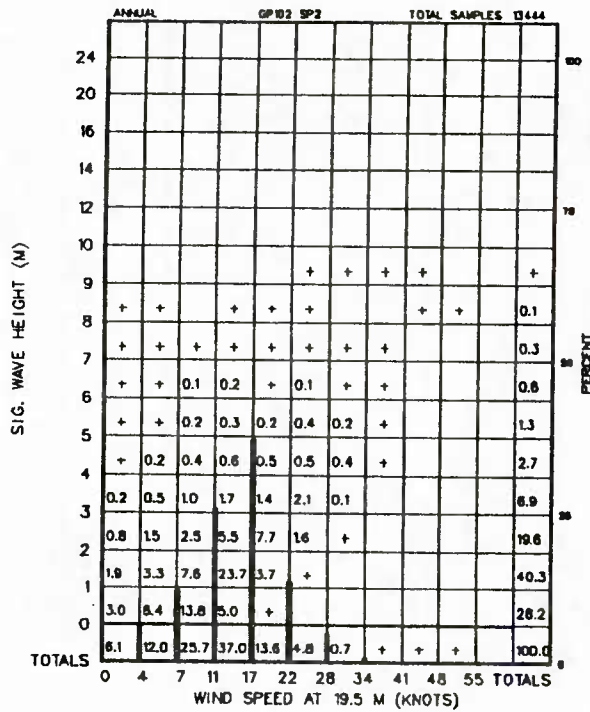 ANNUAL GP102 SP2 TOTAL SAMPLES 13444
24 100
20
16
14
12 75
10
9 + + + + +
8 + + + + + + + 0.1
7 + + + + + + + + 0.3
6 + + 0.1 0.2 + 0.1 + + 0.6
5 + + 0.2 0.3 0.2 0.4 0.2 + 1.3
4 + 0.2 0.4 0.6 0.5 0.5 0.4 + 2.7
3 0.2 0.5 1.0 1.7 1.4 2.1 0.1 6.9
2 0.8 1.5 2.5 5.5 7.7 1.6 + 19.6
1 1.9 3.3 7.6 23.7 3.7 + 40.3
0 3.0 6.4 13.8 5.0 + 28.2
TOTALS 6.1 12.0 25.7 37.0 13.6 4.8 0.7 + + + 100.0
0 4 7 11 17 22 28 34 41 48 55 TOTALS
WIND SPEED AT 19.5 M (KNOTS)
SIG. WAVE HEIGHT (M)
PERCENT